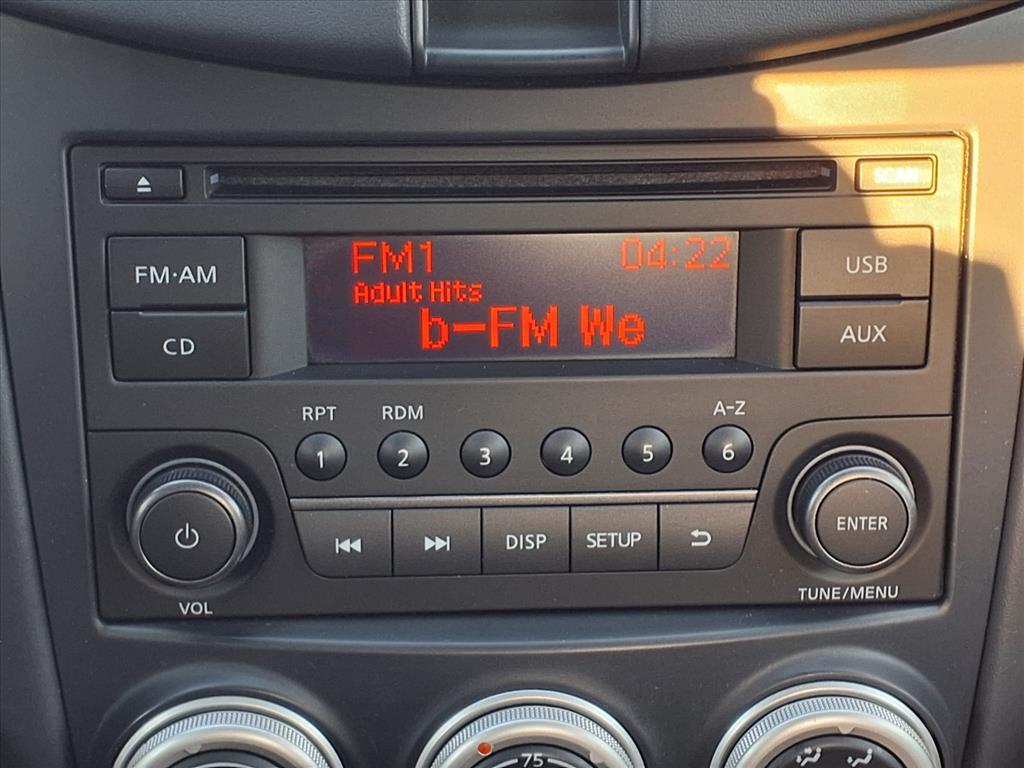 SCAN
FM1 04:22
Adult Hits
b-FM We
FM·AM
CD
USB
AUX
RPT RDM A-Z
1 2 3 4 5 6
DISP SETUP
ENTER
VOL
TUNE/MENU
75